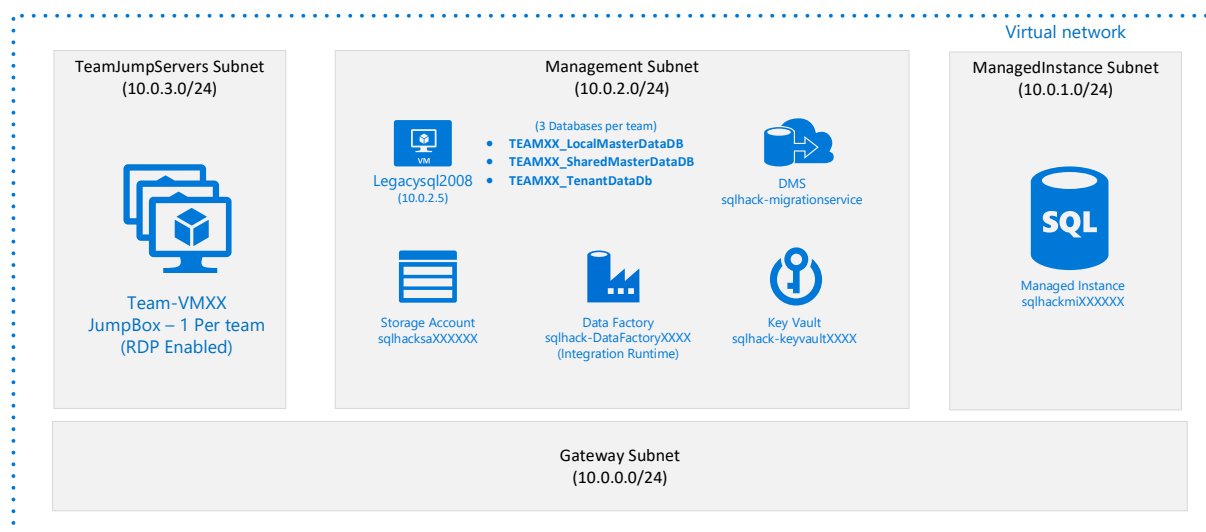 Virtual network
TeamJumpServers Subnet
(10.0.3.0/24)
Team-VMXX
JumpBox – 1 Per team
(RDP Enabled)
Management Subnet
(10.0.2.0/24)
VM
Legacysql2008
(10.0.2.5)
(3 Databases per team)
• TEAMXX_LocalMasterDataDB
• TEAMXX_SharedMasterDataDB
• TEAMXX_TenantDataDb
DMS
sqlhack-migrationservice
Storage Account
sqlhacksaXXXXXX
Data Factory
sqlhack-DataFactoryXXXX
(Integration Runtime)
Key Vault
sqlhack-keyvaultXXXX
ManagedInstance Subnet
(10.0.1.0/24)
SQL
Managed Instance
sqlhackmiXXXXXX
Gateway Subnet
(10.0.0.0/24)